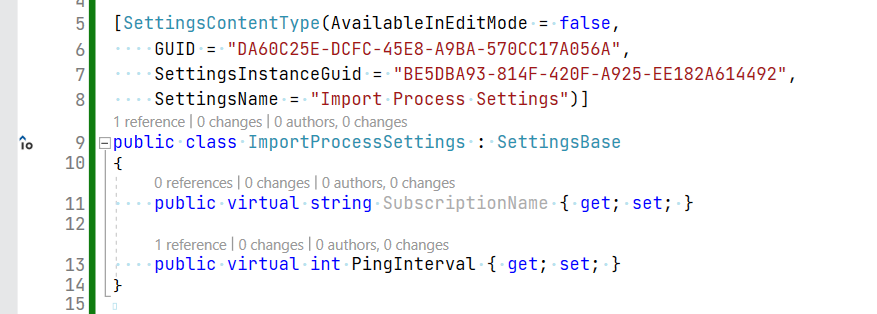 4
5 [SettingsContentType(AvailableInEditMode = false,
6 GUID = "DA60C25E-DCFC-45E8-A9BA-570CC17A056A",
7 SettingsInstanceGuid = "BE5DBA93-814F-420F-A925-EE182A614492",
8 SettingsName = "Import Process Settings")]
1 reference | 0 changes | 0 authors, 0 changes
9 public class ImportProcessSettings : SettingsBase
10 {
0 references | 0 changes | 0 authors, 0 changes
11 public virtual string SubscriptionName { get; set; }
12
1 reference | 0 changes | 0 authors, 0 changes
13 public virtual int PingInterval { get; set; }
14 }
15